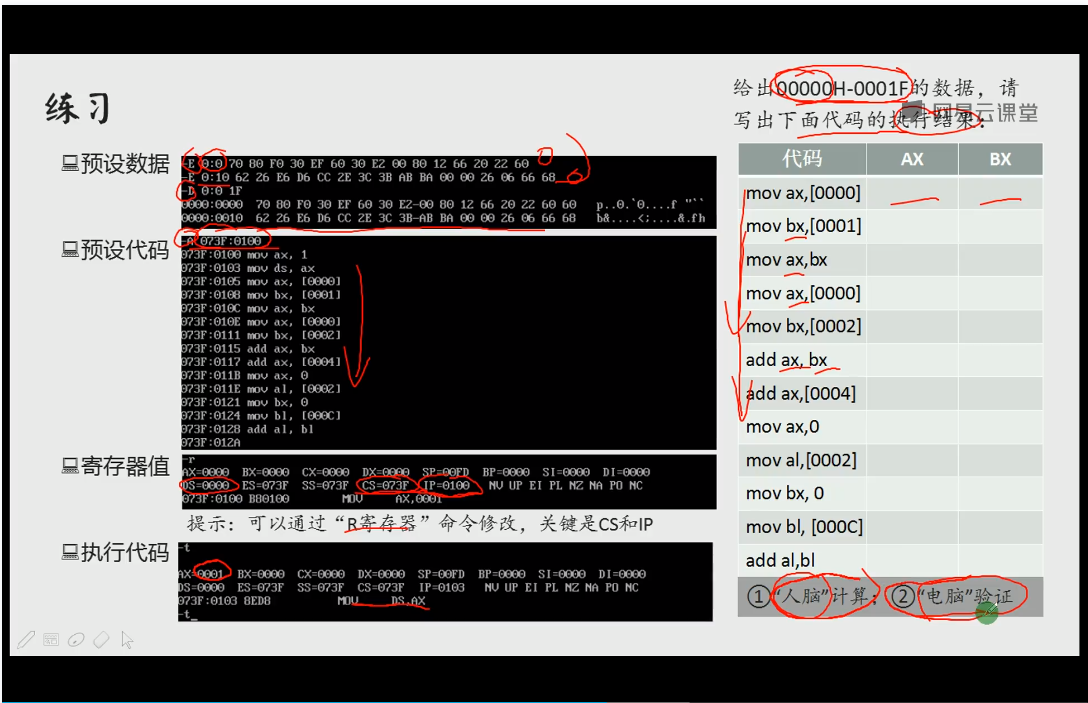 练习
给出00000H-0001F的数据，请
写出下面代码的执行结果：
网易云课堂
预设数据
-E 0:0 70 80 F0 30 EF 60 30 E2 00 80 12 66 20 22 60
-E 0:10 62 26 E6 D6 CC 2E 3C 3B AB BA 00 00 26 06 66 68
-D 0:0 1F
0000:0000 70 80 F0 30 EF 60 30 E2-00 80 12 66 20 22 60 60 p..0.`0....f "``
0000:0010 62 26 E6 D6 CC 2E 3C 3B-AB BA 00 00 26 06 66 68 b&....<;....&.fh
预设代码
-A 073F:0100
073F:0100 mov ax, 1
073F:0103 mov ds, ax
073F:0105 mov ax, [0000]
073F:0108 mov bx, [0001]
073F:010C mov ax, bx
073F:010E mov ax, [0000]
073F:0111 mov bx, [0002]
073F:0115 add ax, bx
073F:0117 add ax, [0004]
073F:011B mov ax, 0
073F:011E mov al, [0002]
073F:0121 mov bx, 0
073F:0124 mov bl, [000C]
073F:0128 add al, bl
073F:012A
寄存器值
-r
AX=0000 BX=0000 CX=0000 DX=0000 SP=00FD BP=0000 SI=0000 DI=0000
DS=0000 ES=073F SS=073F CS=073F IP=0100 NV UP EI PL NZ NA PO NC
073F:0100 B80100 MOV AX,0001
提示：可以通过“R寄存器”命令修改，关键是CS和IP
执行代码
-t
AX=0001 BX=0000 CX=0000 DX=0000 SP=00FD BP=0000 SI=0000 DI=0000
DS=0000 ES=073F SS=073F CS=073F IP=0103 NV UP EI PL NZ NA PO NC
073F:0103 8ED8 MOV DS,AX
-t_
代码 AX BX
mov ax,[0000]
mov bx,[0001]
mov ax,bx
mov ax,[0000]
mov bx,[0002]
add ax, bx
add ax,[0004]
mov ax,0
mov al,[0002]
mov bx, 0
mov bl, [000C]
add al,bl
①“人脑”计算；②“电脑”验证